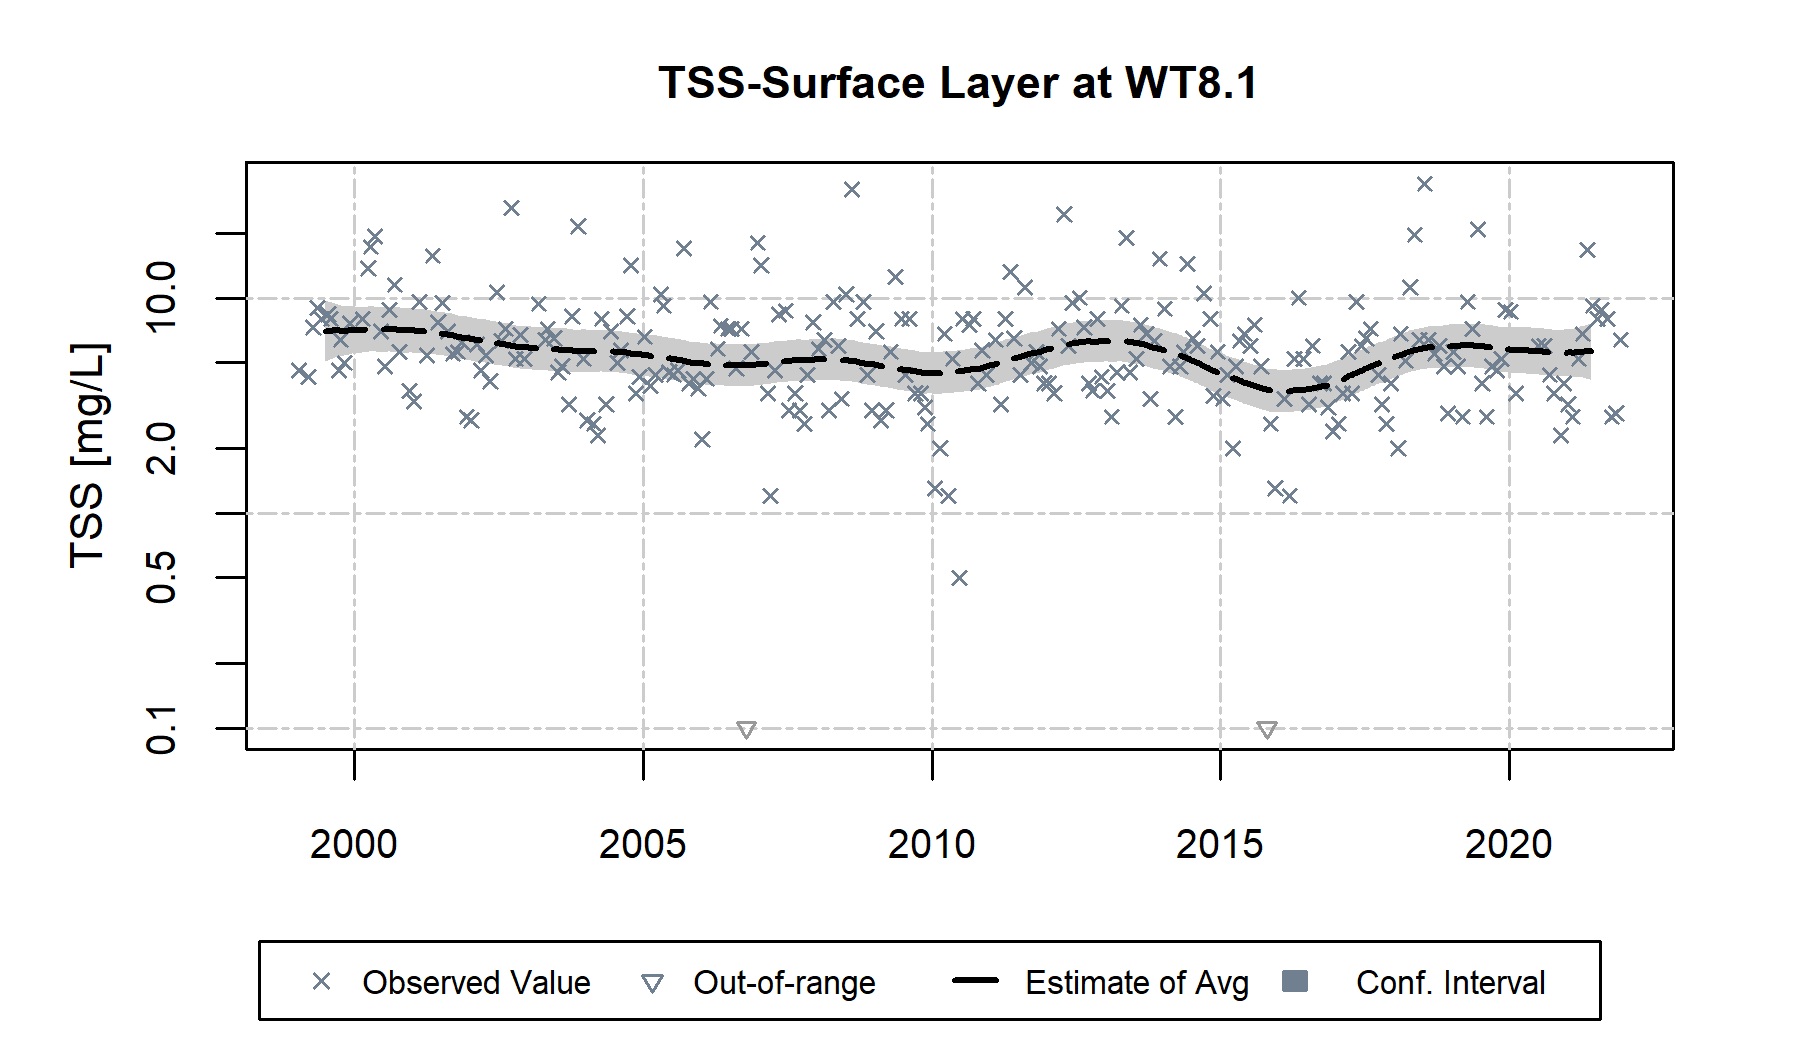 TSS-Surface Layer at WT8.1
TSS [mg/L]
10.0
2.0
0.5
0.1
2000 2005 2010 2015 2020
Observed Value Out-of-range Estimate of Avg Conf. Interval